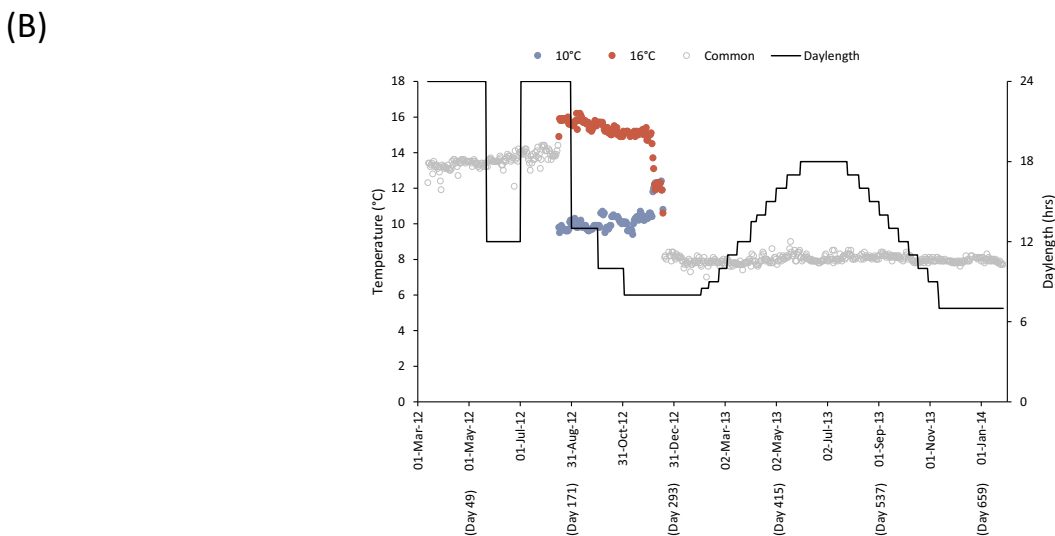 (B)
10°C 16°C Common Daylength
18 24
16
14
12 18
10
8 12
6
4 6
2
0 0
Temperature (°C)
Daylength (hrs)
01-Mar-12 01-May-12 01-Jul-12 31-Aug-12 31-Oct-12 31-Dec-12 02-Mar-13 02-May-13 02-Jul-13 01-Sep-13 01-Nov-13 01-Jan-14
(Day 49) (Day 171) (Day 293) (Day 415) (Day 537) (Day 659)